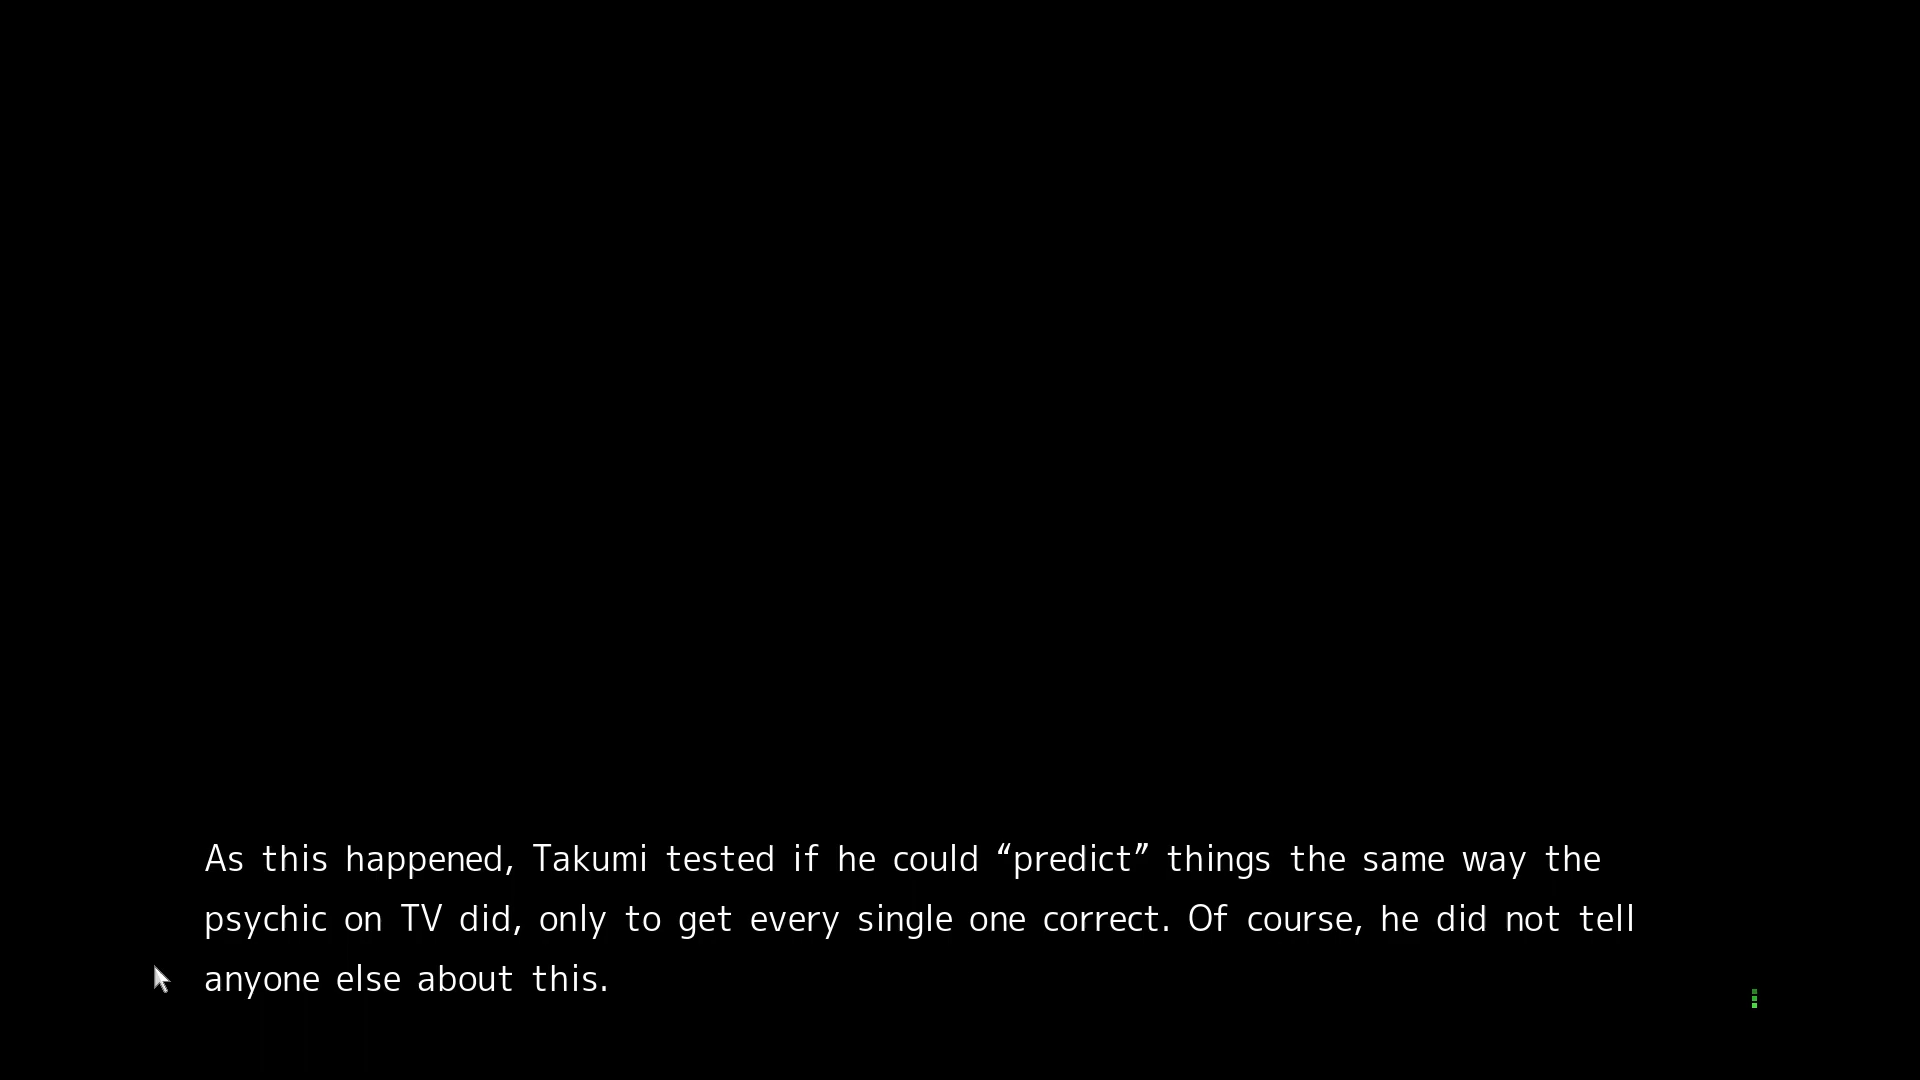 As this happened, Takumi tested if he could “predict” things the same way the
psychic on TV did, only to get every single one correct. Of course, he did not tell
anyone else about this.